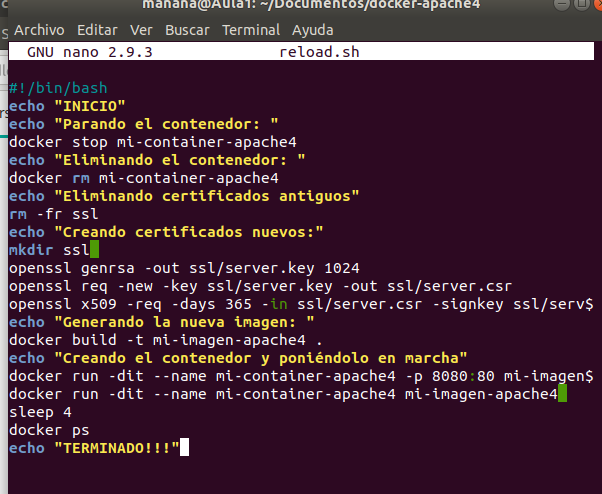 manana@Aula1: ~/Documentos/docker-apache4
Archivo Editar Ver Buscar Terminal Ayuda
GNU nano 2.9.3 reload.sh
#!/bin/bash
echo "INICIO"
echo "Parando el contenedor: "
docker stop mi-container-apache4
echo "Eliminando el contenedor: "
docker rm mi-container-apache4
echo "Eliminando certificados antiguos"
rm -fr ssl
echo "Creando certificados nuevos:"
mkdir ssl
openssl genrsa -out ssl/server.key 1024
openssl req -new -key ssl/server.key -out ssl/server.csr
openssl x509 -req -days 365 -in ssl/server.csr -signkey ssl/serv$
echo "Generando la nueva imagen: "
docker build -t mi-imagen-apache4 .
echo "Creando el contenedor y poniéndolo en marcha"
docker run -dit --name mi-container-apache4 -p 8080:80 mi-imagen$
docker run -dit --name mi-container-apache4 mi-imagen-apache4
sleep 4
docker ps
echo "TERMINADO!!!"